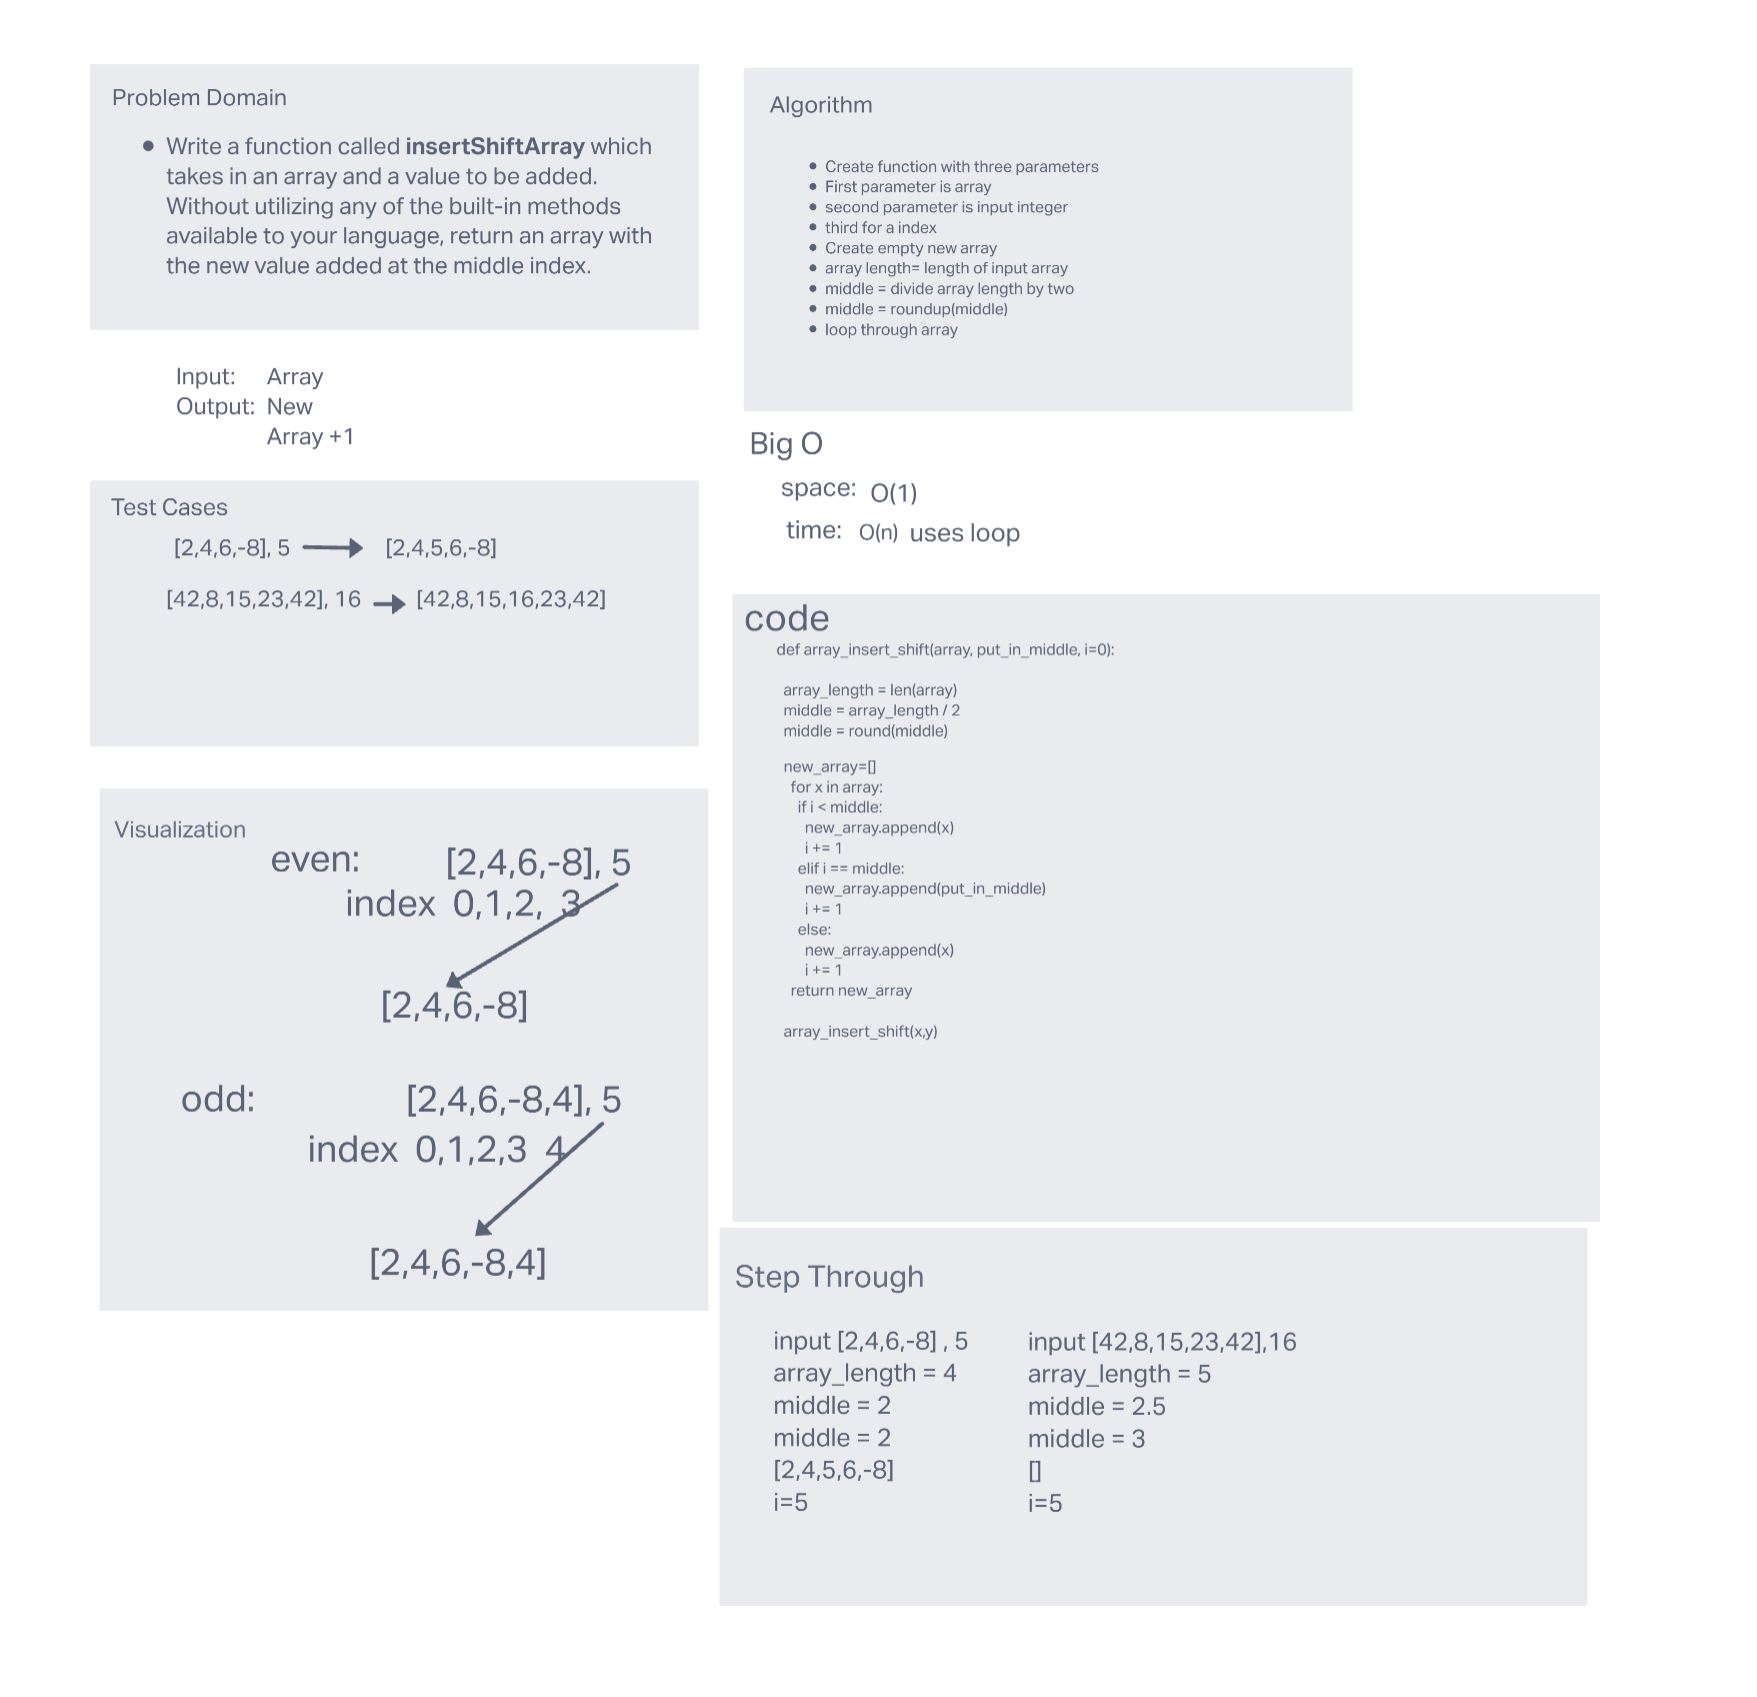 Problem Domain
Write a function called insertShiftArray which
takes in an array and a value to be added.
Without utilizing any of the built-in methods
available to your language, return an array with
the new value added at the middle index.
Input: Array
Output: New
Array +1
Test Cases
[2,4,6,-8], 5 [2,4,5,6,-8]
[42,8,15,23,42], 16 [42,8,15,16,23,42]
Visualization
even: [2,4,6,-8], 5
index 0,1,2, 3
[2,4,6,-8]
odd: [2,4,6,-8,4], 5
index 0,1,2,3 4
[2,4,6,-8,4]
Algorithm
Create function with three parameters
First parameter is array
second parameter is input integer
third for a index
Create empty new array
array length= length of input array
middle = divide array length by two
middle = roundup(middle)
loop through array
Big O
space: O(1)
time: O(n) uses loop
code
def array_insert_shift(array, put_in_middle, i=0):
array_length = len(array)
middle = array_length / 2
middle = round(middle)
new_array=[]
for x in array:
if i < middle:
new_array.append(x)
i += 1
elif i == middle:
new_array.append(put_in_middle)
i += 1
else:
new_array.append(x)
i += 1
return new_array
array_insert_shift(x,y)
Step Through
input [2,4,6,-8] , 5
array_length = 4
middle = 2
middle = 2
[2,4,5,6,-8]
i=5
input [42,8,15,23,42],16
array_length = 5
middle = 2.5
middle = 3
[]
i=5